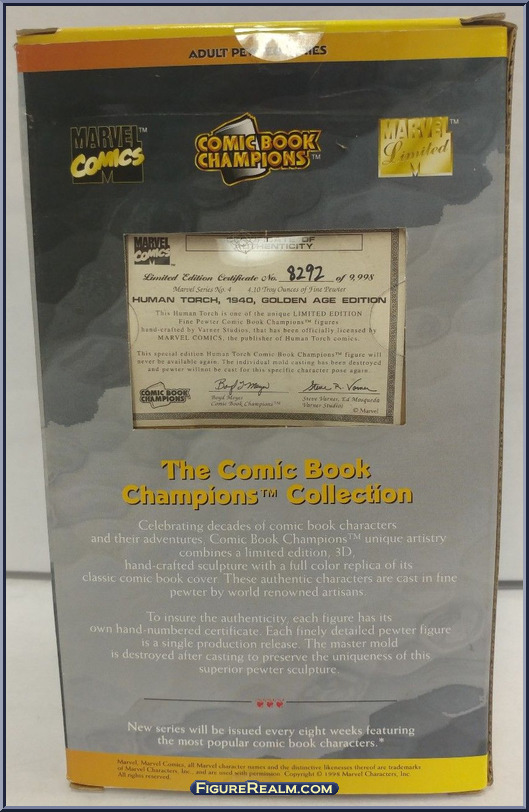 ADULT PEWTER SERIES
MARVEL™
COMICS
M
COMIC BOOK
CHAMPIONS™
MARVEL™
Limited
M
MARVEL
COMICS
CERTIFICATE OF
AUTHENTICITY
Limited Edition Certificate No. 8292 of 9,998
Marvel Series No. 4 4.10 Troy Ounces of Fine Pewter
HUMAN TORCH, 1940, GOLDEN AGE EDITION
This Human Torch is one of the unique LIMITED EDITION
Fine Pewter Comic Book Champions™ figures
hand-crafted by Varner Studios, that has been officially licensed by
MARVEL COMICS, the publisher of Human Torch comics.
This special edition Human Torch Comic Book Champions™ figure will
never be available again. The individual mold casting has been destroyed
and pewter will not be cast for this specific character pose again.
COMIC BOOK
CHAMPIONS
Boyd Meyer
Comic Book Champions™
Steve R. Varner
Steve Varner, Ed Mosqueda
Varner Studios
© Marvel
The Comic Book
Champions™ Collection
Celebrating decades of comic book characters
and their adventures, Comic Book Champions™ unique artistry
combines a limited edition, 3D,
hand-crafted sculpture with a full color replica of its
classic comic book cover. These authentic characters are cast in fine
pewter by world renowned artisans.
To insure the authenticity, each figure has its
own hand-numbered certificate. Each finely detailed pewter figure
is a single production release. The master mold
is destroyed after casting to preserve the uniqueness of this
superior pewter sculpture.
New series will be issued every eight weeks featuring
the most popular comic book characters.*
Marvel, Marvel Comics, all Marvel character names and the distinctive likenesses thereof are trademarks
of Marvel Characters, Inc., and are used with permission. Copyright © 1998 Marvel Characters, Inc.
All rights reserved.
FigureRealm.com